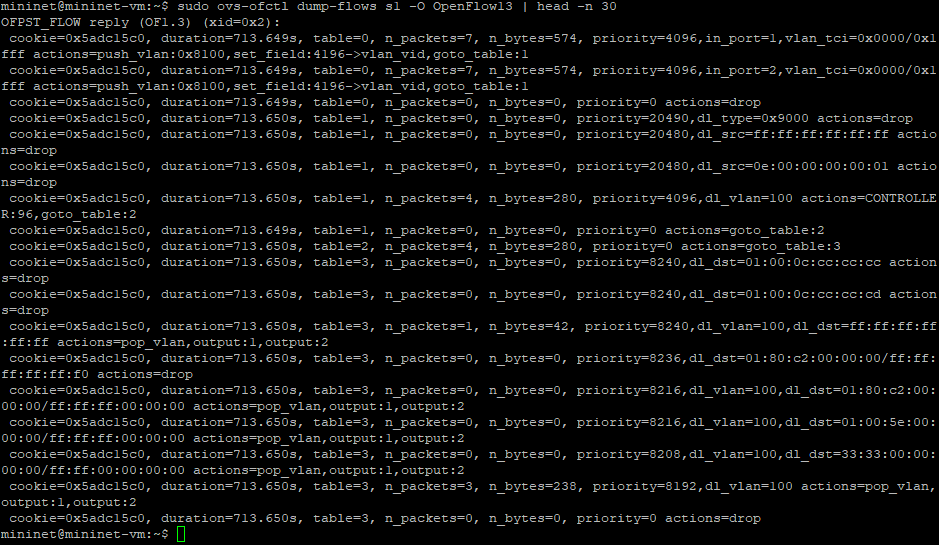 mininet@mininet-vm:~$ sudo ovs-ofctl dump-flows s1 -O OpenFlow13 | head -n 30
OFPST_FLOW reply (OF1.3) (xid=0x2):
 cookie=0x5adc15c0, duration=713.649s, table=0, n_packets=7, n_bytes=574, priority=4096,in_port=1,vlan_tci=0x0000/0x1
fff actions=push_vlan:0x8100,set_field:4196->vlan_vid,goto_table:1
 cookie=0x5adc15c0, duration=713.649s, table=0, n_packets=7, n_bytes=574, priority=4096,in_port=2,vlan_tci=0x0000/0x1
fff actions=push_vlan:0x8100,set_field:4196->vlan_vid,goto_table:1
 cookie=0x5adc15c0, duration=713.649s, table=0, n_packets=0, n_bytes=0, priority=0 actions=drop
 cookie=0x5adc15c0, duration=713.650s, table=1, n_packets=0, n_bytes=0, priority=20490,dl_type=0x9000 actions=drop
 cookie=0x5adc15c0, duration=713.650s, table=1, n_packets=0, n_bytes=0, priority=20480,dl_src=ff:ff:ff:ff:ff:ff actio
ns=drop
 cookie=0x5adc15c0, duration=713.650s, table=1, n_packets=0, n_bytes=0, priority=20480,dl_src=0e:00:00:00:00:01 actio
ns=drop
 cookie=0x5adc15c0, duration=713.650s, table=1, n_packets=4, n_bytes=280, priority=4096,dl_vlan=100 actions=CONTROLLE
R:96,goto_table:2
 cookie=0x5adc15c0, duration=713.649s, table=1, n_packets=0, n_bytes=0, priority=0 actions=goto_table:2
 cookie=0x5adc15c0, duration=713.650s, table=2, n_packets=4, n_bytes=280, priority=0 actions=goto_table:3
 cookie=0x5adc15c0, duration=713.650s, table=3, n_packets=0, n_bytes=0, priority=8240,dl_dst=01:00:0c:cc:cc:cc action
s=drop
 cookie=0x5adc15c0, duration=713.650s, table=3, n_packets=0, n_bytes=0, priority=8240,dl_dst=01:00:0c:cc:cc:cd action
s=drop
 cookie=0x5adc15c0, duration=713.650s, table=3, n_packets=1, n_bytes=42, priority=8240,dl_vlan=100,dl_dst=ff:ff:ff:ff
:ff:ff actions=pop_vlan,output:1,output:2
 cookie=0x5adc15c0, duration=713.650s, table=3, n_packets=0, n_bytes=0, priority=8236,dl_dst=01:80:c2:00:00:00/ff:ff:
ff:ff:ff:f0 actions=drop
 cookie=0x5adc15c0, duration=713.650s, table=3, n_packets=0, n_bytes=0, priority=8216,dl_vlan=100,dl_dst=01:80:c2:00:
00:00/ff:ff:ff:00:00:00 actions=pop_vlan,output:1,output:2
 cookie=0x5adc15c0, duration=713.650s, table=3, n_packets=0, n_bytes=0, priority=8216,dl_vlan=100,dl_dst=01:00:5e:00:
00:00/ff:ff:ff:00:00:00 actions=pop_vlan,output:1,output:2
 cookie=0x5adc15c0, duration=713.650s, table=3, n_packets=0, n_bytes=0, priority=8208,dl_vlan=100,dl_dst=33:33:00:00:
00:00/ff:ff:00:00:00:00 actions=pop_vlan,output:1,output:2
 cookie=0x5adc15c0, duration=713.650s, table=3, n_packets=3, n_bytes=238, priority=8192,dl_vlan=100 actions=pop_vlan,
output:1,output:2
 cookie=0x5adc15c0, duration=713.650s, table=3, n_packets=0, n_bytes=0, priority=0 actions=drop
mininet@mininet-vm:~$